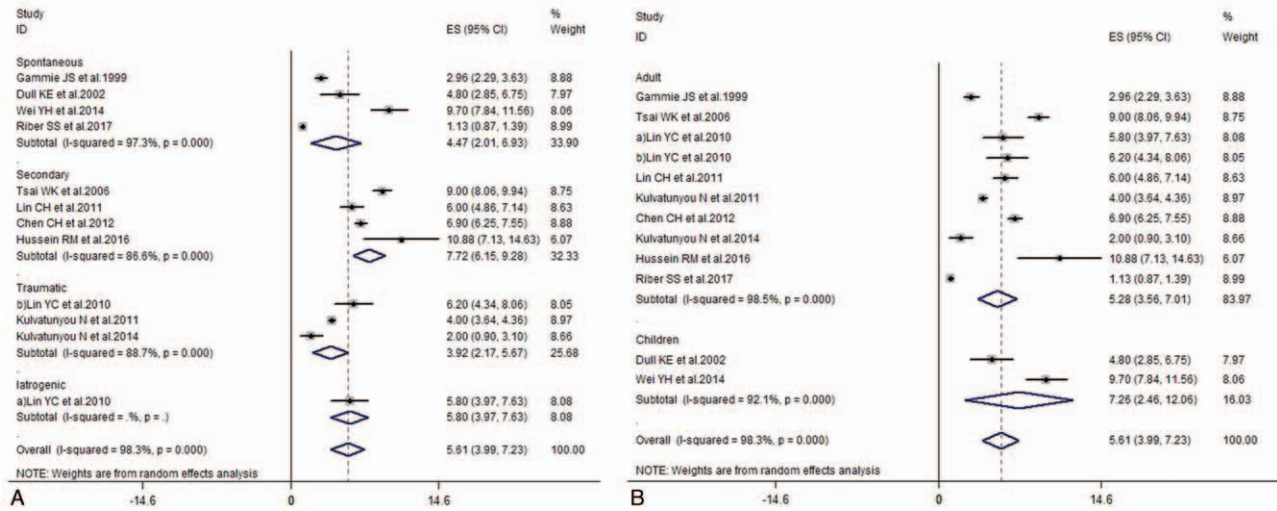 Study %
ID ES (95% CI) Weight
Spontaneous
Gammie JS et al.1999 2.96 (2.29, 3.63) 8.88
Dull KE et al.2002 4.80 (2.85, 6.75) 7.97
Wei YH et al.2014 9.70 (7.84, 11.56) 8.06
Riber SS et al.2017 1.13 (0.87, 1.39) 8.99
Subtotal (I-squared = 97.3%, p = 0.000) 4.47 (2.01, 6.93) 33.90
.
Secondary
Tsai WK et al.2006 9.00 (8.06, 9.94) 8.75
Lin CH et al.2011 6.00 (4.86, 7.14) 8.63
Chen CH et al.2012 6.90 (6.25, 7.55) 8.88
Hussein RM et al.2016 10.88 (7.13, 14.63) 6.07
Subtotal (I-squared = 86.6%, p = 0.000) 7.72 (6.15, 9.28) 32.33
.
Traumatic
b)Lin YC et al.2010 6.20 (4.34, 8.06) 8.05
Kulvatunyou N et al.2011 4.00 (3.64, 4.36) 8.97
Kulvatunyou N et al.2014 2.00 (0.90, 3.10) 8.66
Subtotal (I-squared = 88.7%, p = 0.000) 3.92 (2.17, 5.67) 25.68
.
Iatrogenic
a)Lin YC et al.2010 5.80 (3.97, 7.63) 8.08
Subtotal (I-squared = .%, p = .) 5.80 (3.97, 7.63) 8.08
.
Overall (I-squared = 98.3%, p = 0.000) 5.61 (3.99, 7.23) 100.00
NOTE: Weights are from random effects analysis
A
-14.6 0 14.6
Study %
ID ES (95% CI) Weight
Adult
Gammie JS et al.1999 2.96 (2.29, 3.63) 8.88
Tsai WK et al.2006 9.00 (8.06, 9.94) 8.75
a)Lin YC et al.2010 5.80 (3.97, 7.63) 8.08
b)Lin YC et al.2010 6.20 (4.34, 8.06) 8.05
Lin CH et al.2011 6.00 (4.86, 7.14) 8.63
Kulvatunyou N et al.2011 4.00 (3.64, 4.36) 8.97
Chen CH et al.2012 6.90 (6.25, 7.55) 8.88
Kulvatunyou N et al.2014 2.00 (0.90, 3.10) 8.66
Hussein RM et al.2016 10.88 (7.13, 14.63) 6.07
Riber SS et al.2017 1.13 (0.87, 1.39) 8.99
Subtotal (I-squared = 98.5%, p = 0.000) 5.28 (3.56, 7.01) 83.97
.
Children
Dull KE et al.2002 4.80 (2.85, 6.75) 7.97
Wei YH et al.2014 9.70 (7.84, 11.56) 8.06
Subtotal (I-squared = 92.1%, p = 0.000) 7.26 (2.46, 12.06) 16.03
.
Overall (I-squared = 98.3%, p = 0.000) 5.61 (3.99, 7.23) 100.00
NOTE: Weights are from random effects analysis
B
-14.6 0 14.6